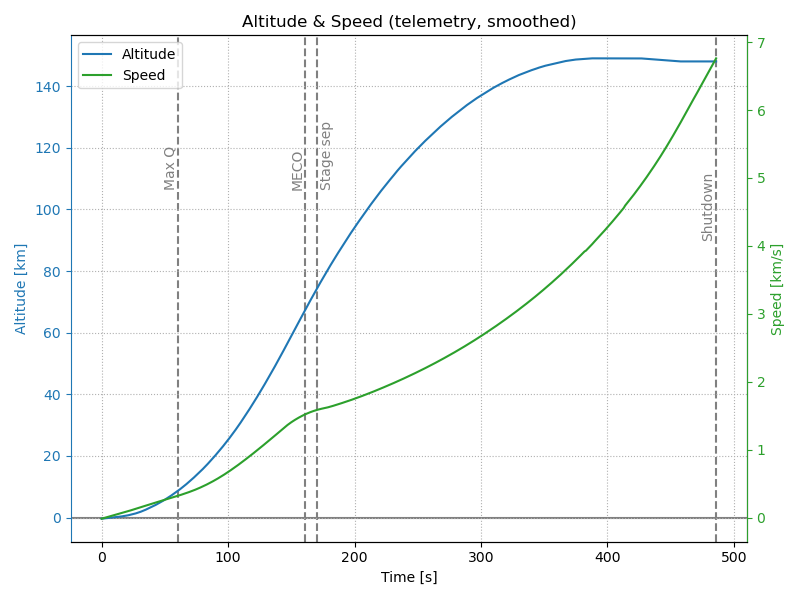 Altitude & Speed (telemetry, smoothed)
Altitude
Speed
Max Q
MECO
Stage sep
Shutdown
Altitude [km]
140
120
100
80
60
40
20
0
Speed [km/s]
7
6
5
4
3
2
1
0
0 100 200 300 400 500
Time [s]